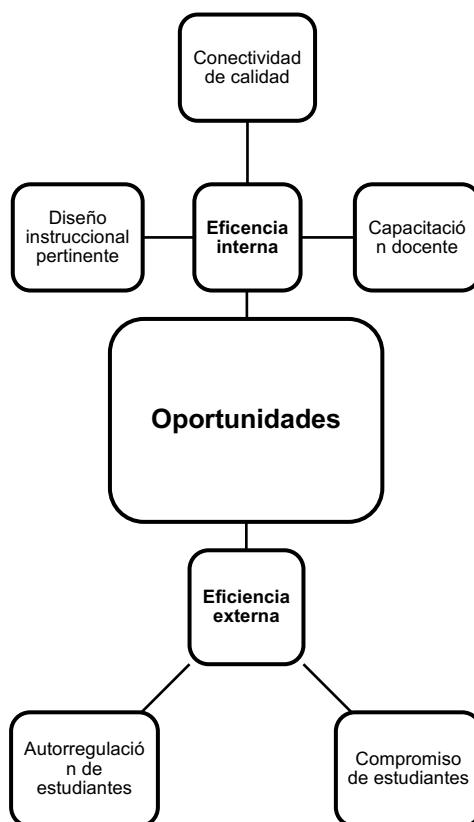 Conectividad
de calidad
Diseño
instruccional
pertinente
Eficencia
interna
Capacitació
n docente
Oportunidades
Eficiencia
externa
Autorregulació
n de
estudiantes
Compromiso
de estudiantes